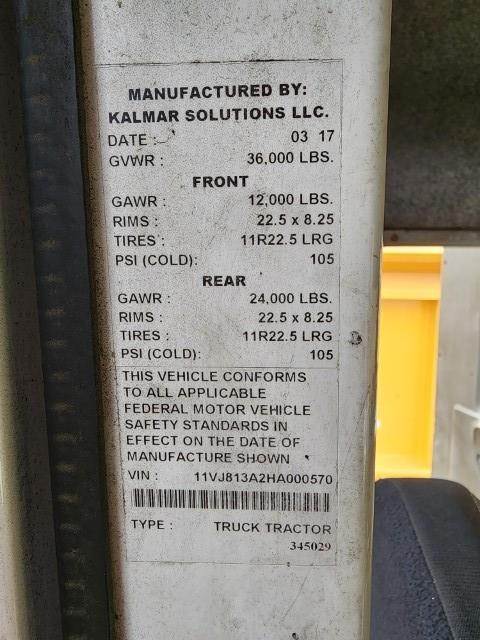 MANUFACTURED BY:
KALMAR SOLUTIONS LLC.
DATE : 03 17
GVWR : 36,000 LBS.
FRONT
GAWR : 12,000 LBS.
RIMS : 22.5 x 8.25
TIRES : 11R22.5 LRG
PSI (COLD): 105
REAR
GAWR : 24,000 LBS.
RIMS : 22.5 x 8.25
TIRES : 11R22.5 LRG
PSI (COLD): 105
THIS VEHICLE CONFORMS
TO ALL APPLICABLE
FEDERAL MOTOR VEHICLE
SAFETY STANDARDS IN
EFFECT ON THE DATE OF
MANUFACTURE SHOWN
VIN : 11VJ813A2HA000570
TYPE : TRUCK TRACTOR
345029